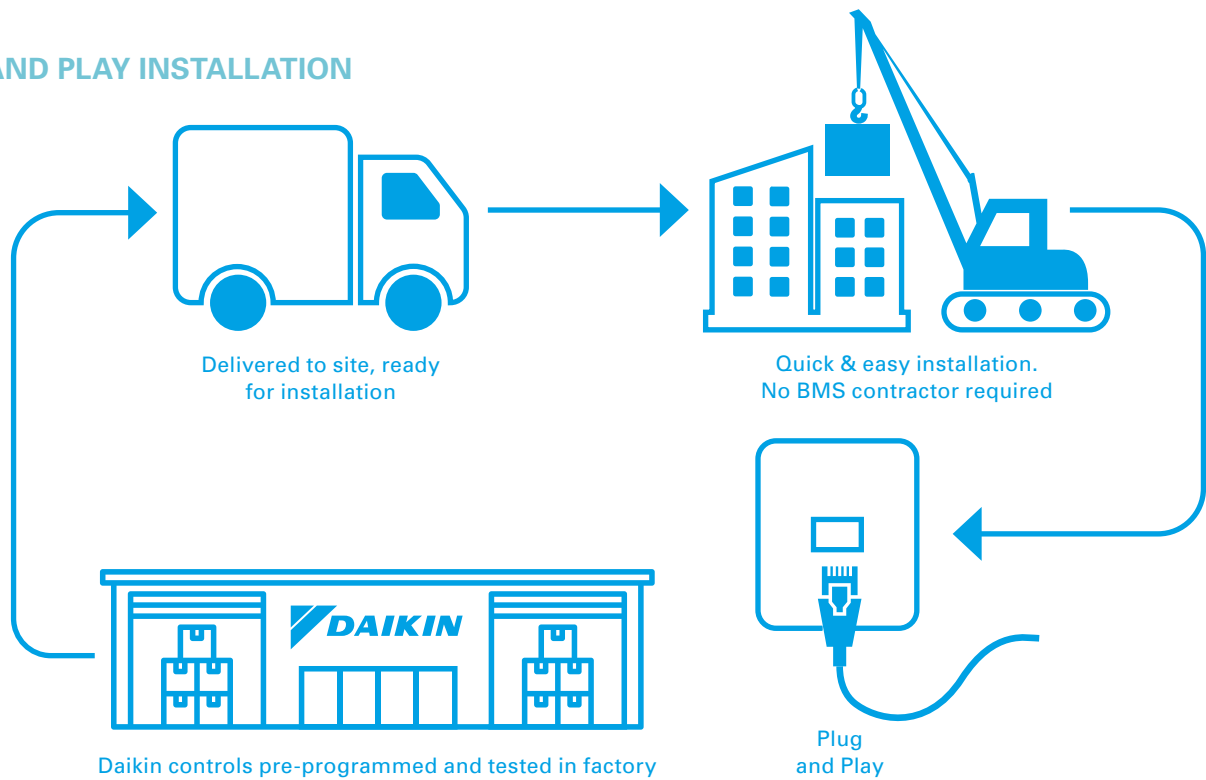 AND PLAY INSTALLATION
Delivered to site, ready
for installation
Quick & easy installation.
No BMS contractor required
DAIKIN
Daikin controls pre-programmed and tested in factory
Plug
and Play